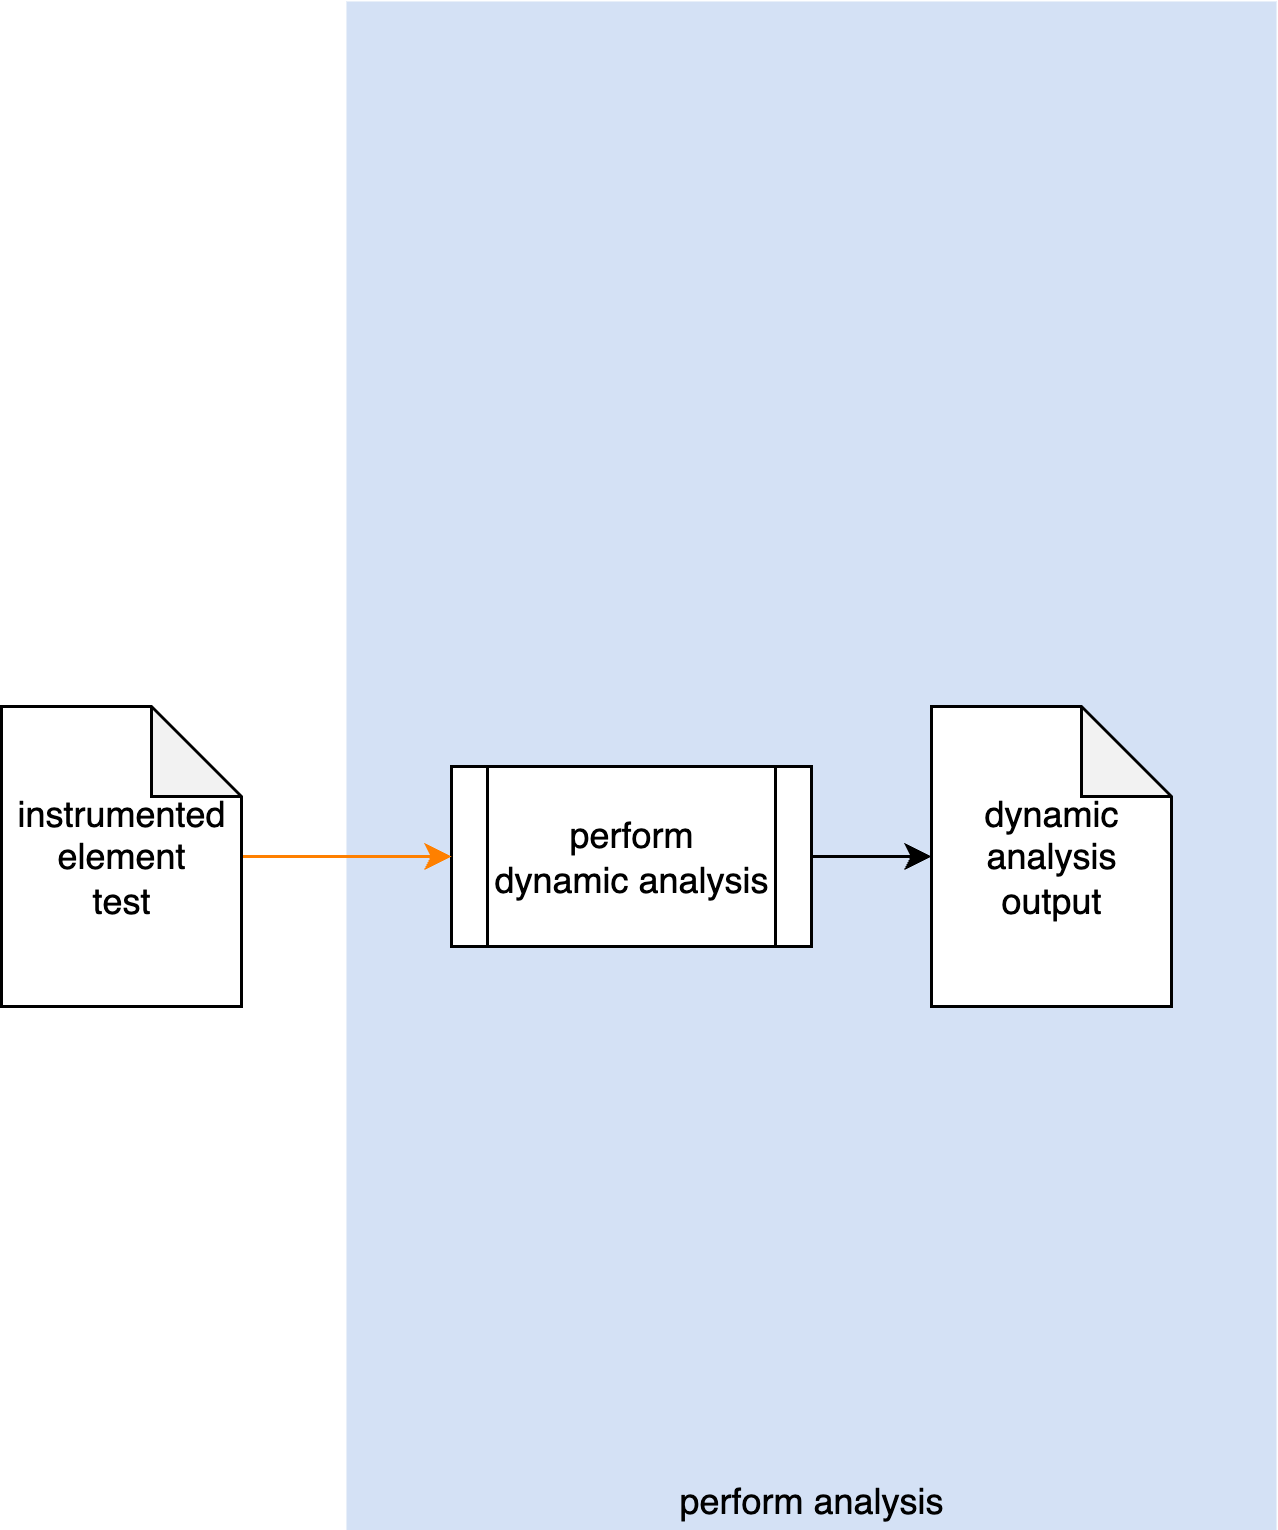 instrumented
element
test
perform
dynamic analysis
dynamic
analysis
output
perform analysis